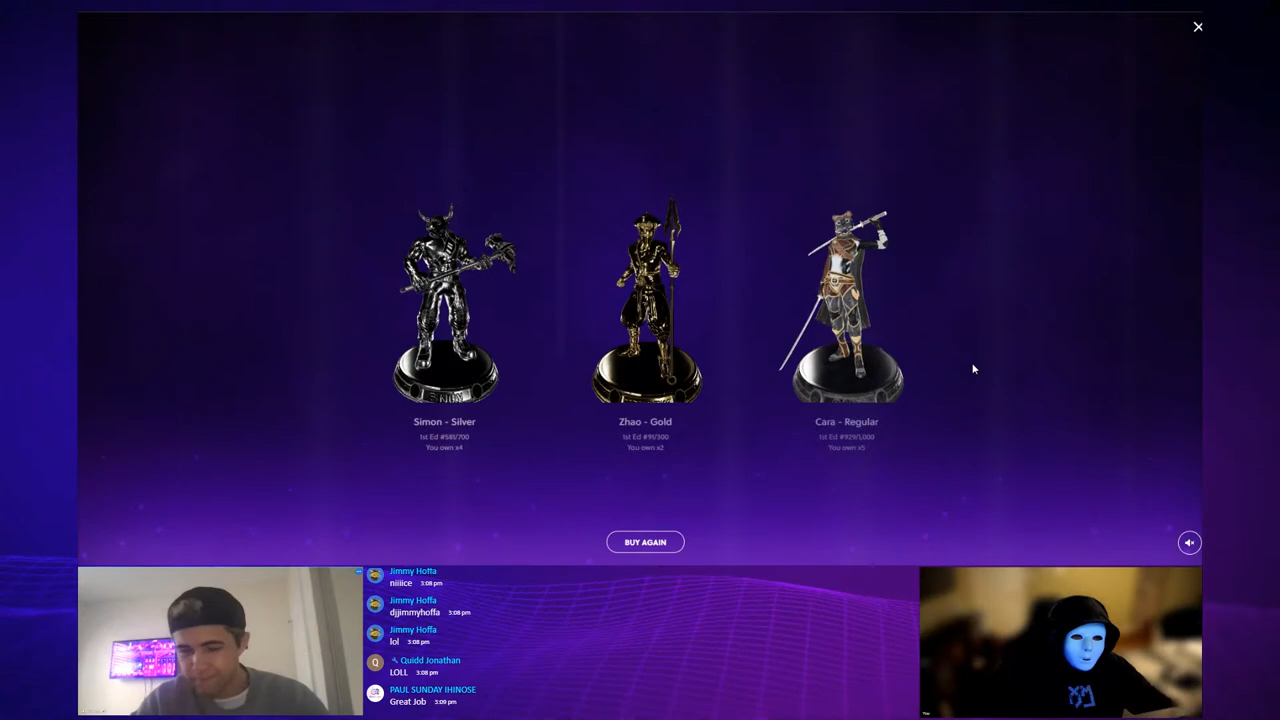 Simon - Silver
1st Ed #581/700
You own x4
Zhao - Gold
1st Ed #91/300
You own x2
Cara - Regular
1st Ed #929/1,000
You own x5
BUY AGAIN
Jimmy Hoffa
niiiice 3:08 pm
Jimmy Hoffa
djjimmyhoffa 3:08 pm
Jimmy Hoffa
lol 3:08 pm
Q Quidd Jonathan
LOLL 3:08 pm
PAUL SUNDAY IHINOSE
Great Job 3:09 pm